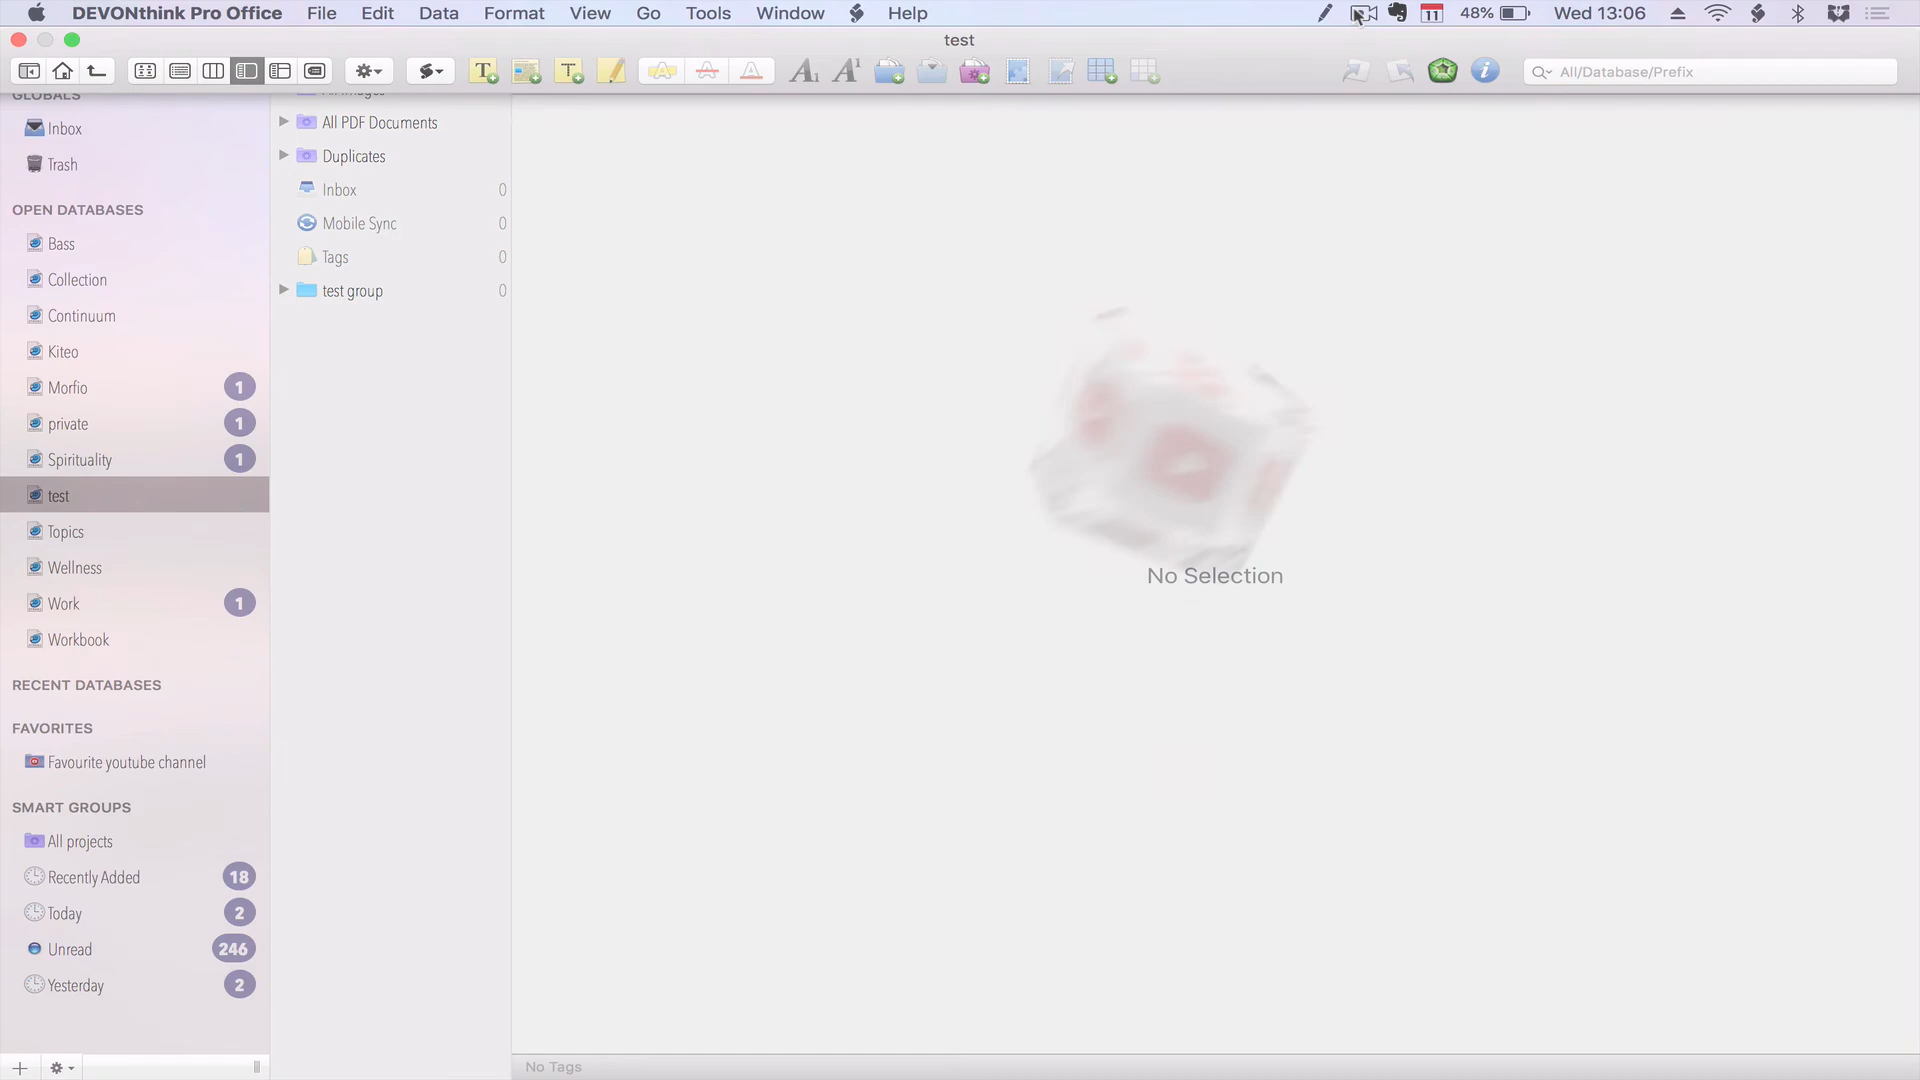 DEVONthink Pro Office File Edit Data Format View Go Tools Window Help 11 48% Wed 13:06
test
All/Database/Prefix
GLOBALS
Inbox
Trash
OPEN DATABASES
Bass
Collection
Continuum
Kiteo
Morfio 1
private 1
Spirituality 1
test
Topics
Wellness
Work 1
Workbook
RECENT DATABASES
FAVORITES
Favourite youtube channel
SMART GROUPS
All projects
Recently Added 18
Today 2
Unread 246
Yesterday 2
All Images
All PDF Documents
Duplicates
Inbox 0
Mobile Sync 0
Tags 0
test group 0
No Selection
No Tags